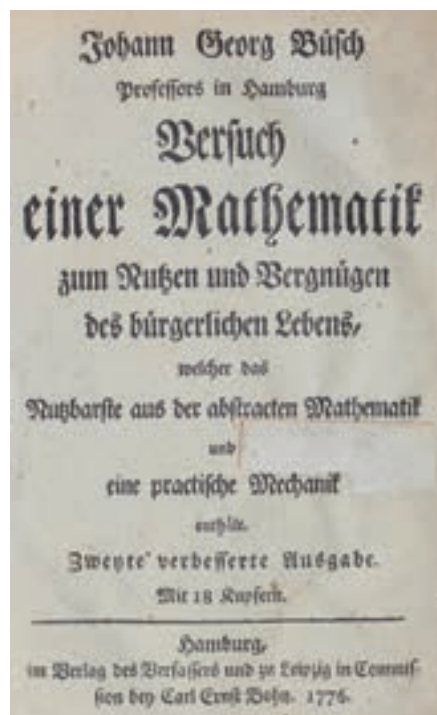 Johann Georg Büsch
Professors in Hamburg
Versuch
einer Mathematik
zum Nutzen und Vergnügen
des bürgerlichen Lebens,
welcher das
Nutzbarste aus der abstracten Mathematik
und
eine practische Mechanik
enthält.
Zweyte verbesserte Ausgabe.
Mit 18 Kupfern.
Hamburg,
im Verlag des Verfassers und zu Leipzig in Commis-
sion bey Carl Ernst Bohn. 1776.